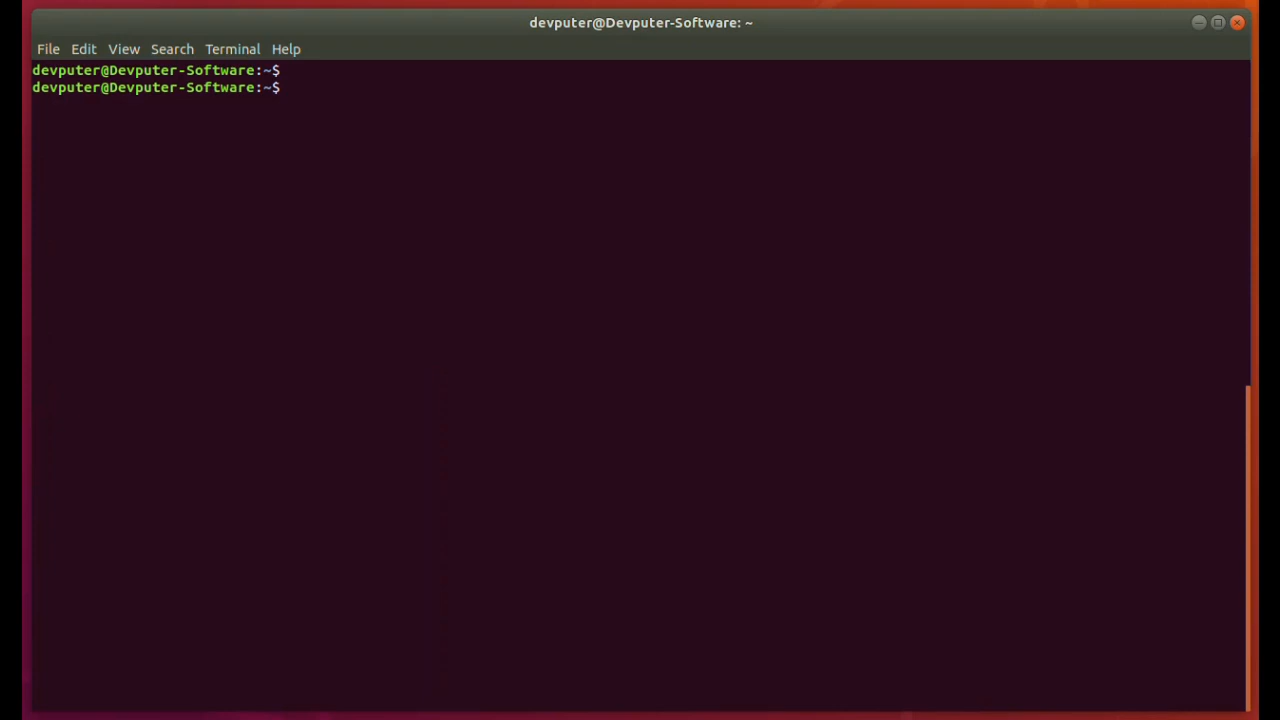 devputer@Devputer-Software: ~
File Edit View Search Terminal Help
devputer@Devputer-Software:~$
devputer@Devputer-Software:~$